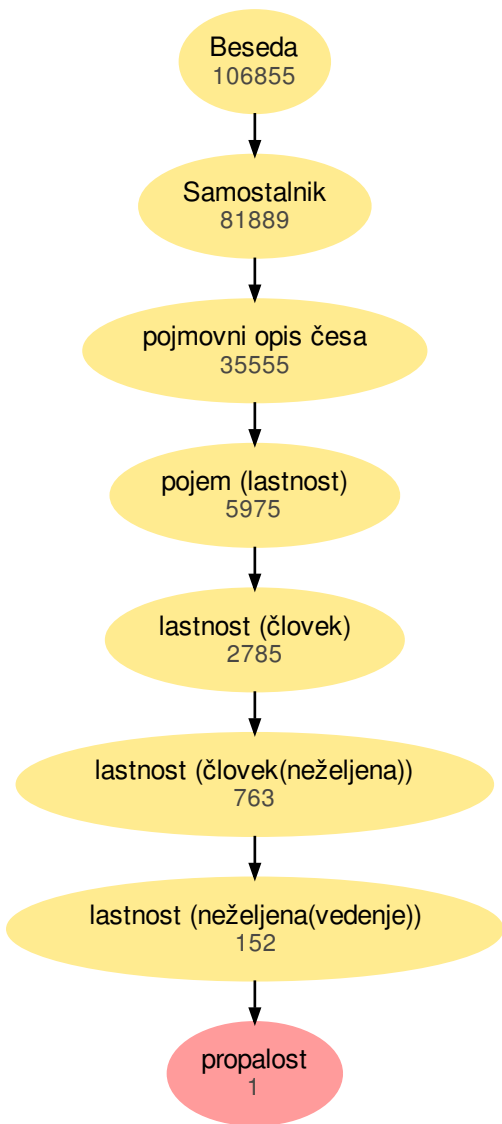 Beseda
106855
Samostalnik
81889
pojmovni opis česa
35555
pojem (lastnost)
5975
lastnost (človek)
2785
lastnost (človek(neželjena))
763
lastnost (neželjena(vedenje))
152
propalost
1